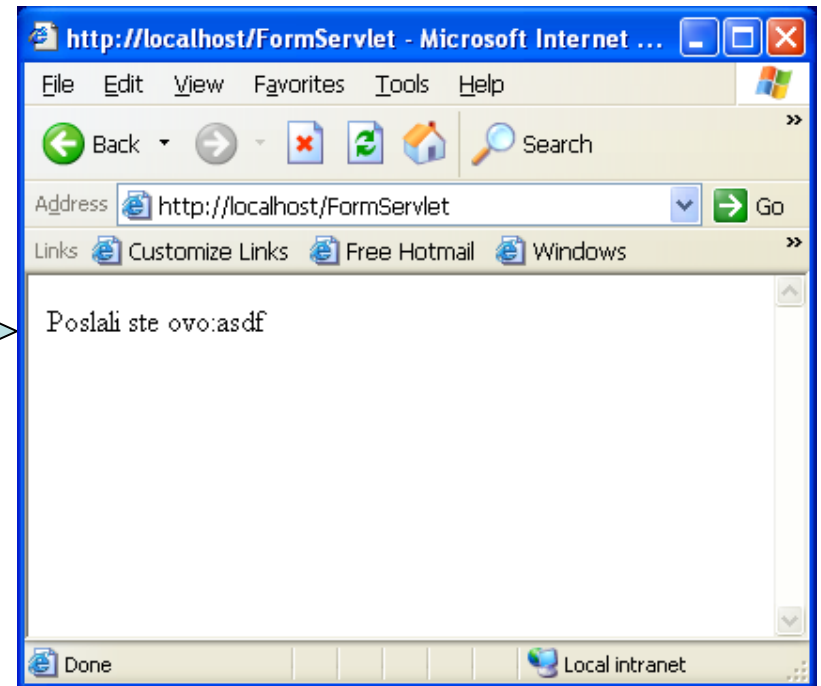 http://localhost/FormServlet - Microsoft Internet ...
File Edit View Favorites Tools Help
Back Search »
Address http://localhost/FormServlet Go
Links Customize Links Free Hotmail Windows »
Poslali ste ovo:asdf
Done Local intranet